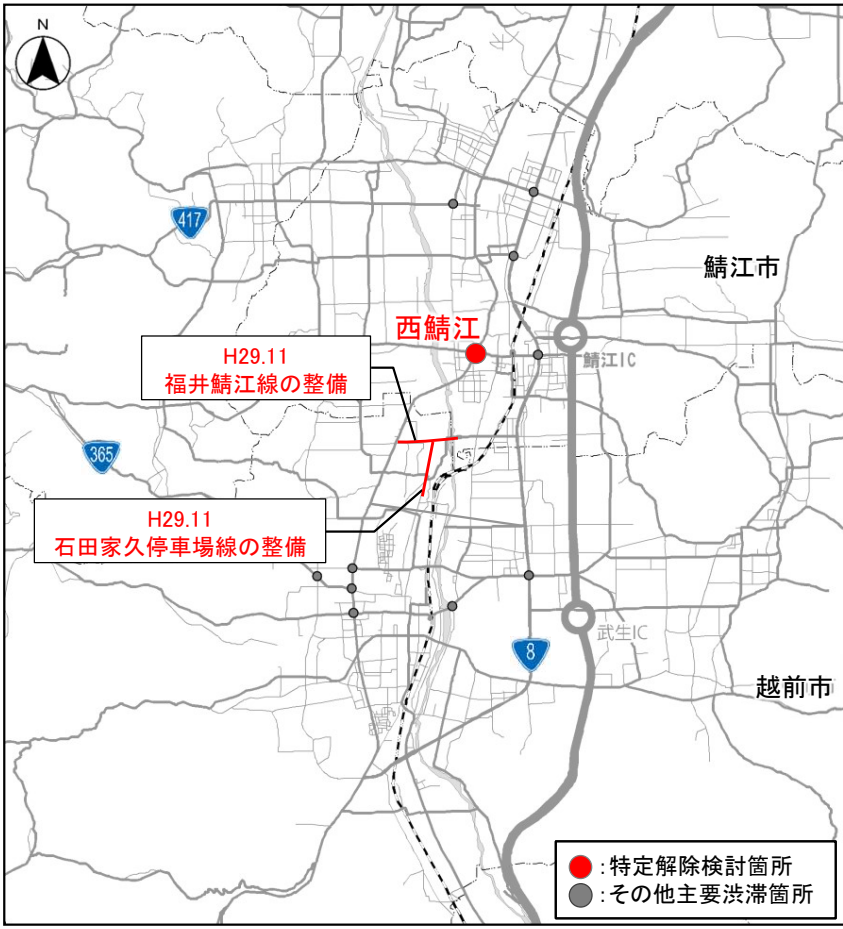 N
417
鯖江市
西鯖江
H29.11
福井鯖江線の整備
鯖江IC
365
H29.11
石田家久停車場線の整備
武生IC
8
越前市
:特定解除検討箇所
:その他主要渋滞箇所